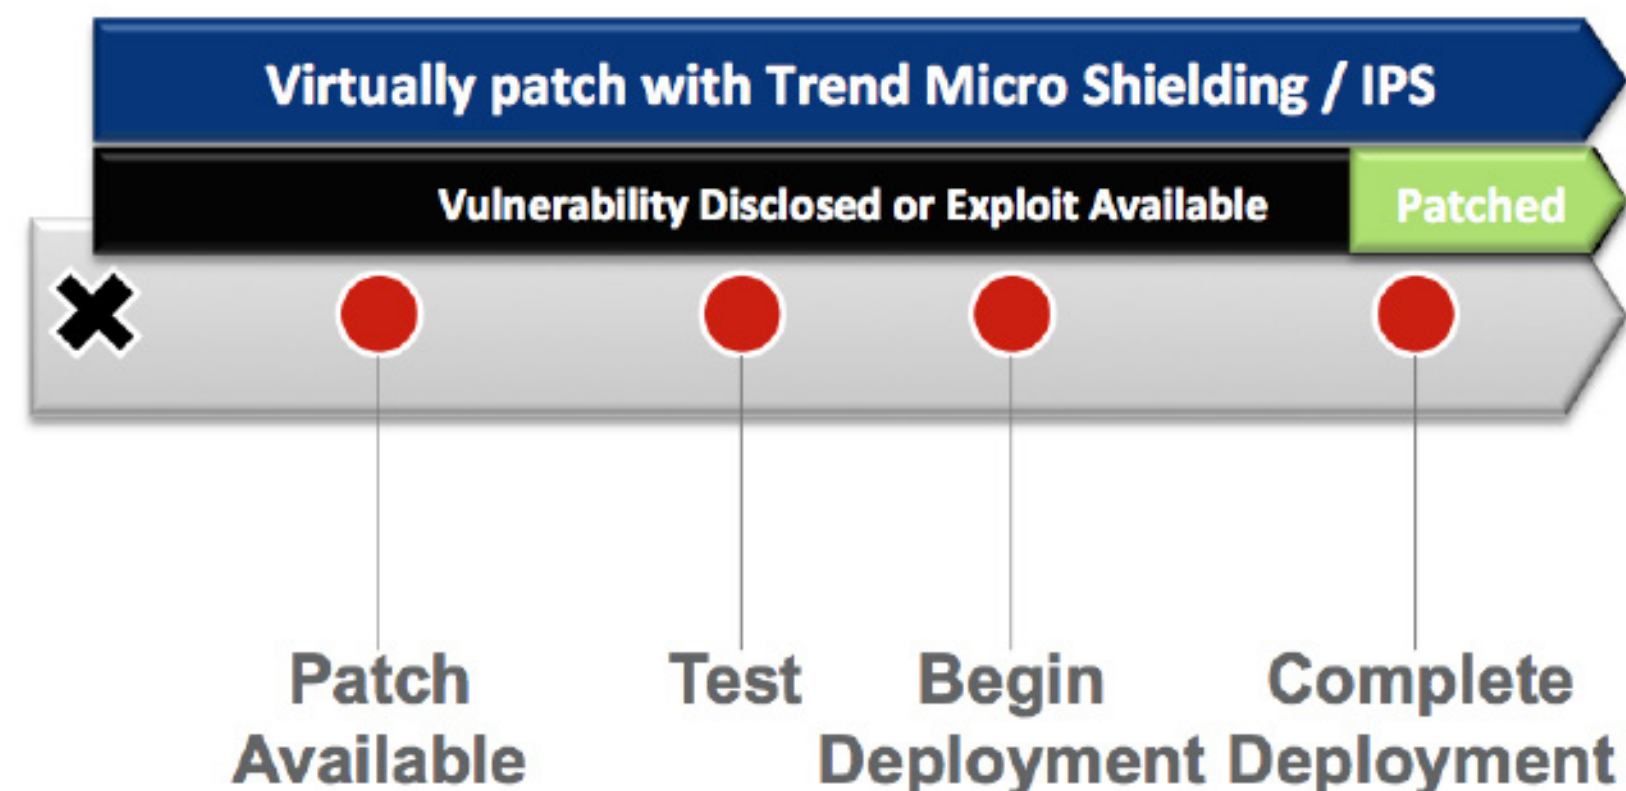 Virtually patch with Trend Micro Shielding / IPS
Vulnerability Disclosed or Exploit Available
Patched
Patch
Available
Test
Begin
Deployment
Complete
Deployment